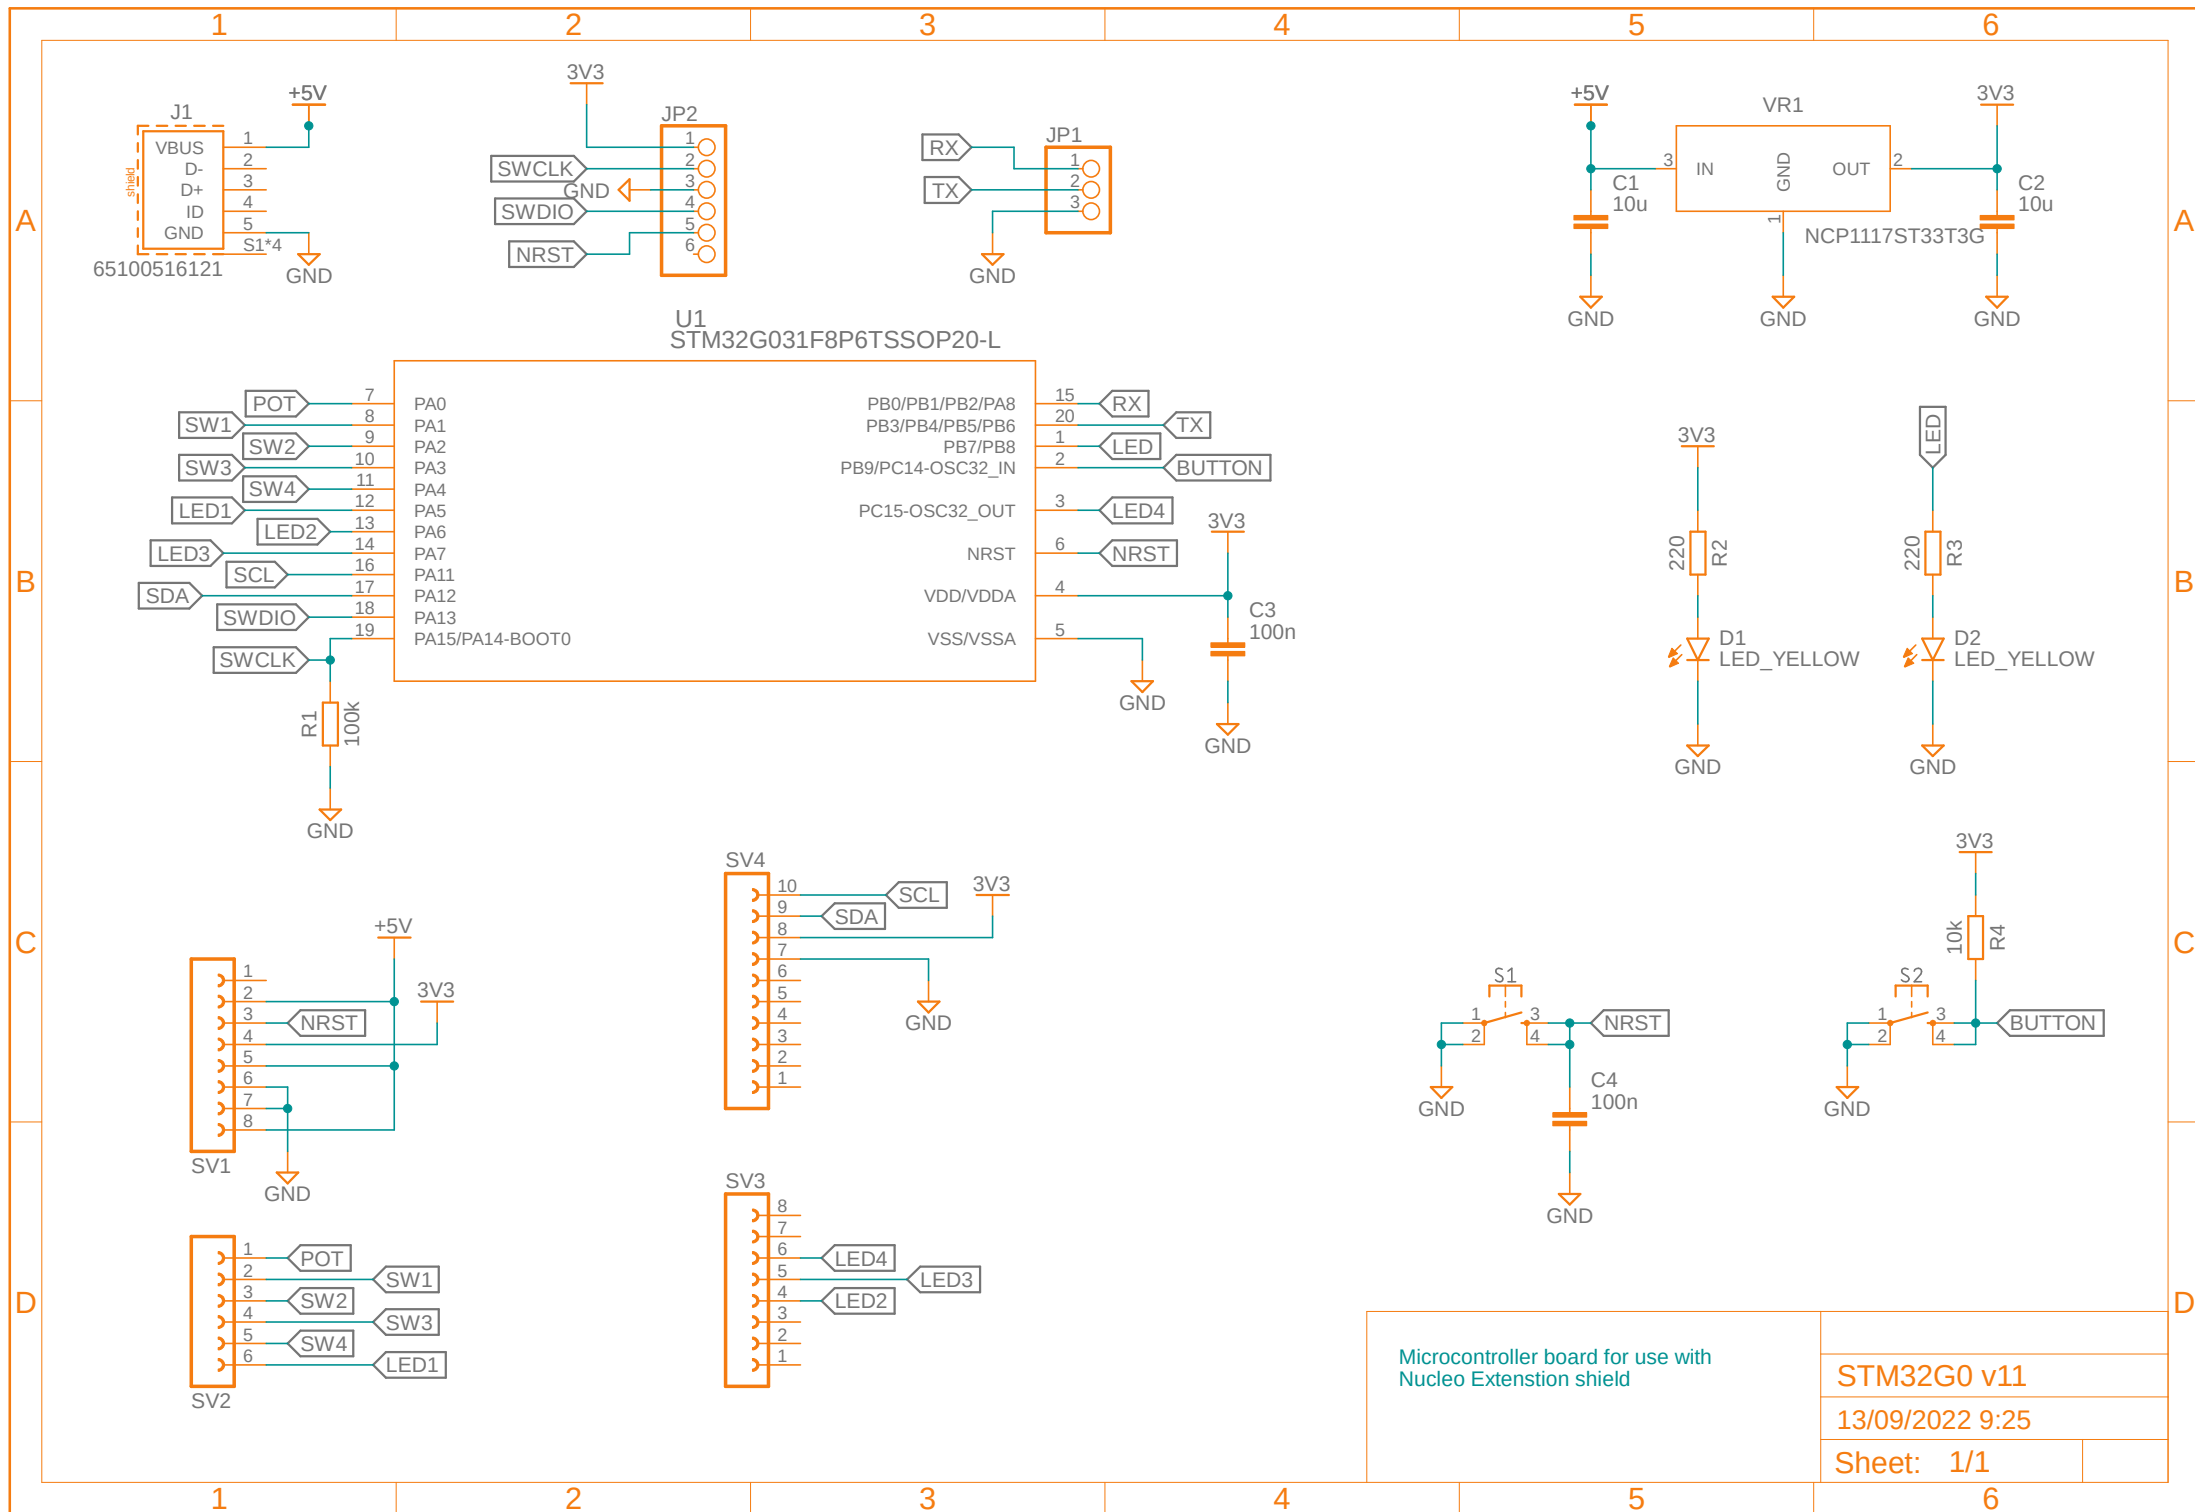 1 2 3 4 5 6
A A
B B
C C
D D
1 2 3 4 5 6
J1
+5V
shield
VBUS 1
D- 2
D+ 3
ID 4
GND 5
S1*4
65100516121
GND
3V3
JP2
1
SWCLK 2
GND 3
SWDIO 4
5
NRST 6
JP1
RX 1
TX 2
3
GND
+5V
VR1
3V3
3 IN GND OUT 2
1
C1
10u
C2
10u
NCP1117ST33T3G
GND
GND
GND
U1
STM32G031F8P6TSSOP20-L
POT 7 PA0
SW1 8 PA1
SW2 9 PA2
SW3 10 PA3
SW4 11 PA4
LED1 12 PA5
LED2 13 PA6
LED3 14 PA7
SCL 16 PA11
SDA 17 PA12
SWDIO 18 PA13
19 PA15/PA14-BOOT0
SWCLK
R1
100k
GND
PB0/PB1/PB2/PA8 15 RX
PB3/PB4/PB5/PB6 20 TX
PB7/PB8 1 LED
PB9/PC14-OSC32_IN 2 BUTTON
PC15-OSC32_OUT 3 LED4
NRST 6 NRST
VDD/VDDA 4
VSS/VSSA 5
3V3
C3
100n
GND
GND
3V3
220
R2
D1
LED_YELLOW
GND
LED
220
R3
D2
LED_YELLOW
GND
+5V
3V3
1
2
3 NRST
4
5
6
7
8
SV1
GND
SV4
10 SCL
9 SDA
8
7
6
5
4
3
2
1
3V3
GND
S1
1 3 NRST
2 4
GND
C4
100n
GND
3V3
10k
R4
S2
1 3 BUTTON
2 4
GND
1 POT
2 SW1
3 SW2
4 SW3
5 SW4
6 LED1
SV2
SV3
8
7
6 LED4
5 LED3
4 LED2
3
2
1
Microcontroller board for use with
Nucleo Extenstion shield
STM32G0 v11
13/09/2022 9:25
Sheet: 1/1